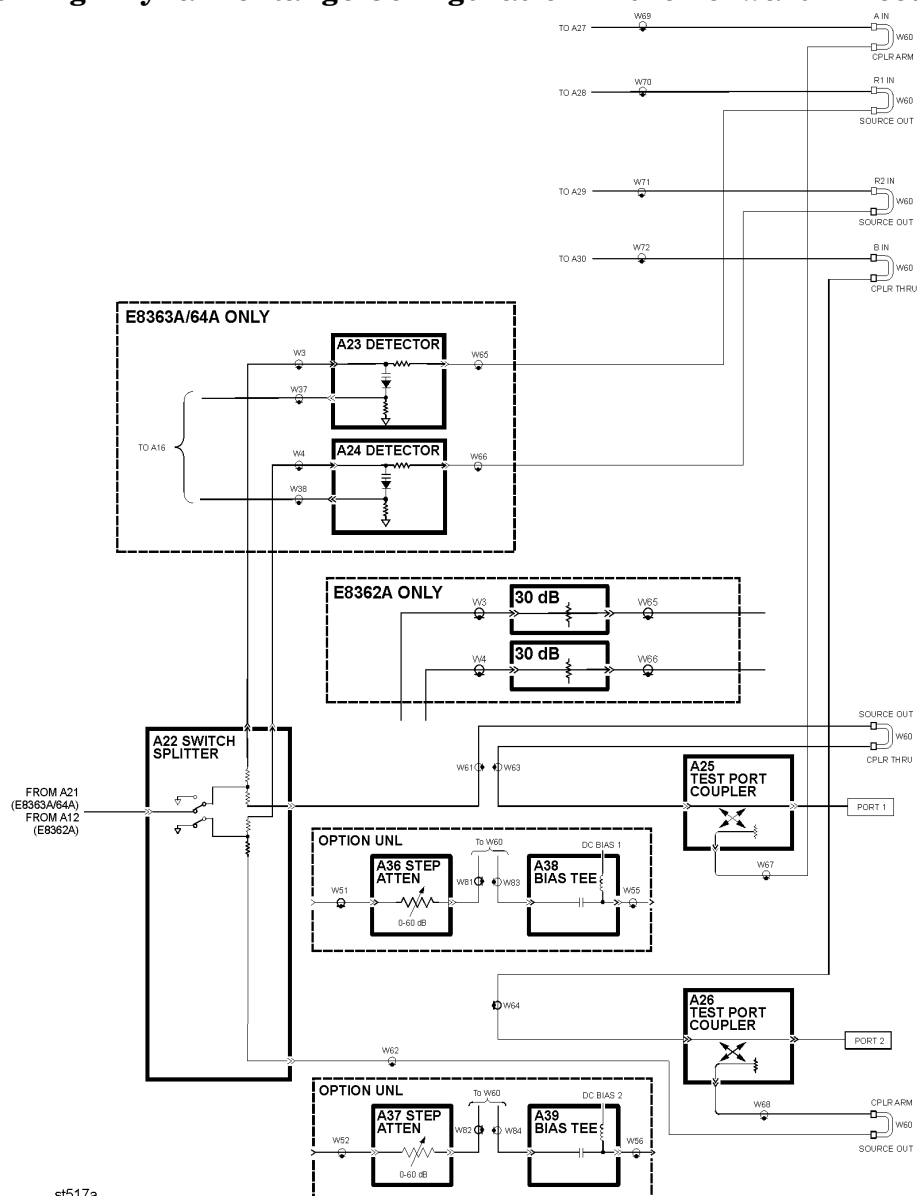 W69
A IN
TO A27
W60
CPLR ARM
W70
R1 IN
TO A28
W60
SOURCE OUT
W71
R2 IN
TO A29
W60
SOURCE OUT
W72
B IN
TO A30
W60
CPLR THRU
E8363A/64A ONLY
A23 DETECTOR
W3
W65
W37
TO A16
A24 DETECTOR
W4
W66
W38
E8362A ONLY
30 dB
W3
W65
30 dB
W4
W66
SOURCE OUT
W60
CPLR THRU
A22 SWITCH
SPLITTER
W61
W63
A25
TEST PORT
COUPLER
FROM A21
(E8363A/64A)
FROM A12
(E8362A)
PORT 1
W67
OPTION UNL
To W60
DC BIAS 1
A36 STEP
ATTEN
A38
BIAS TEE
W51
W81
W83
W55
0-60 dB
W64
A26
TEST PORT
COUPLER
PORT 2
W62
W68
CPLR ARM
W60
SOURCE OUT
OPTION UNL
To W60
DC BIAS 2
A37 STEP
ATTEN
A39
BIAS TEE
W52
W82
W84
W56
0-60 dB
st517a